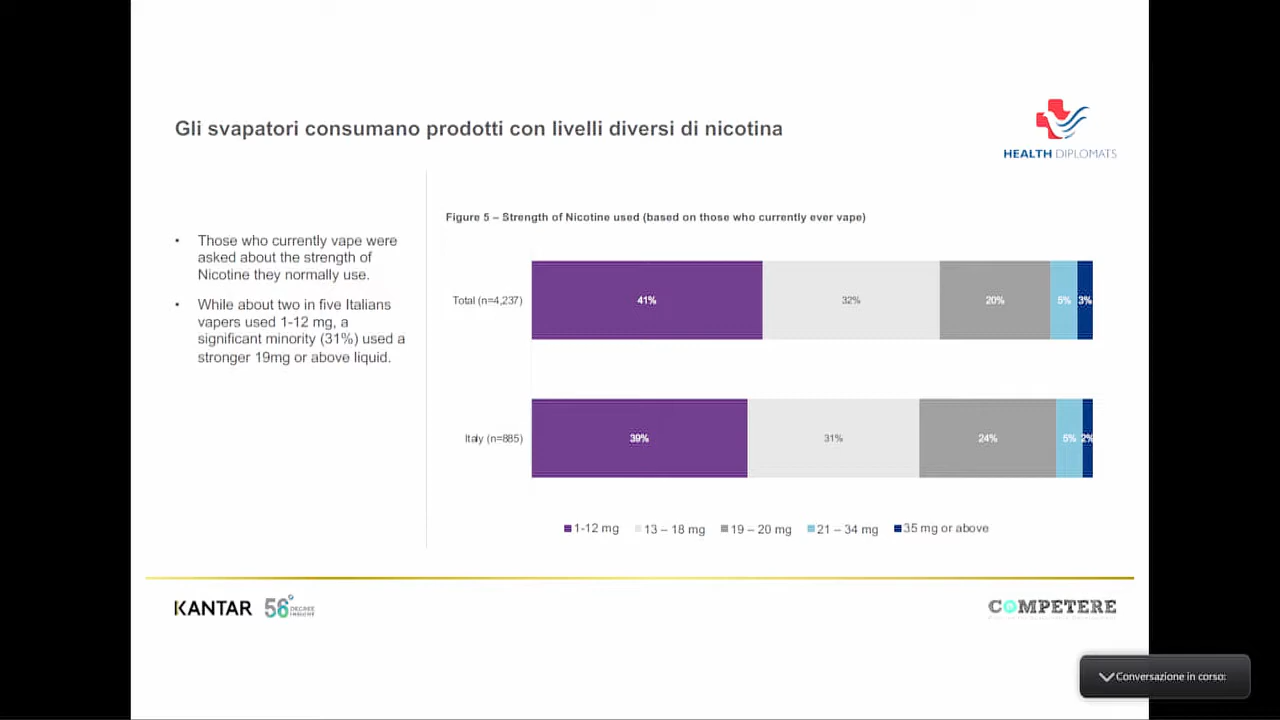 Gli svapatori consumano prodotti con livelli diversi di nicotina
HEALTH DIPLOMATS
• Those who currently vape were
asked about the strength of
Nicotine they normally use.
• While about two in five Italians
vapers used 1-12 mg, a
significant minority (31%) used a
stronger 19mg or above liquid.
Figure 5 – Strength of Nicotine used (based on those who currently ever vape)
Total (n=4,237) 41% 32% 20% 5% 3%
Italy (n=885) 39% 31% 24% 5% 2%
1-12 mg 13 – 18 mg 19 – 20 mg 21 – 34 mg 35 mg or above
KANTAR 56° DEGREE INSIGHT
COMPETERE
Conversazione in corso: